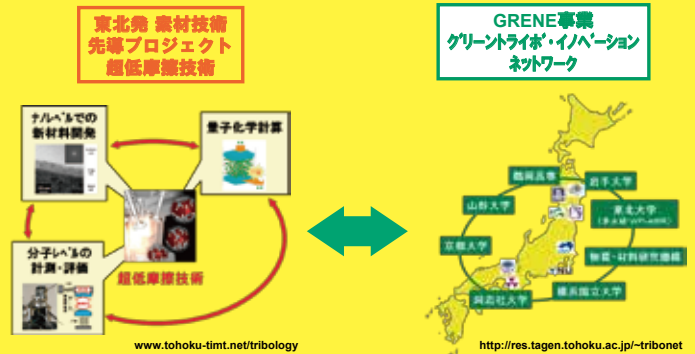 東北発 素材技術
先導プロジェクト
超低摩擦技術
GRENE事業
グリーントライボ・イノベーション
ネットワーク
ナノレベルでの
新材料開発
量子化学計算
分子レベルの
計測・評価
超低摩擦技術
鶴岡高専
岩手大学
山形大学
東北大学
京都大学
物質・材料研究機構
同志社大学
横浜国立大学
YNU
www.tohoku-timt.net/tribology
http://res.tagen.tohoku.ac.jp/~tribonet